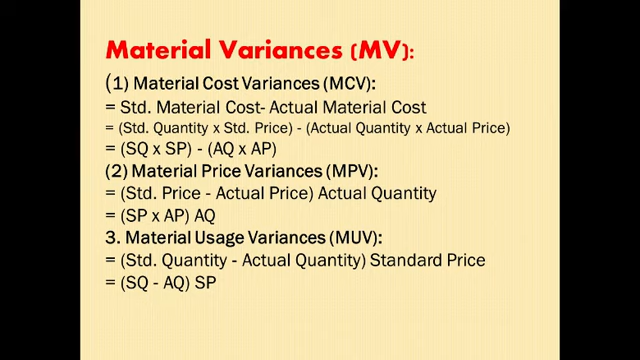 Material Variances (MV):
(1) Material Cost Variances (MCV):
= Std. Material Cost- Actual Material Cost
= (Std. Quantity x Std. Price) - (Actual Quantity x Actual Price)
= (SQ x SP) - (AQ x AP)
(2) Material Price Variances (MPV):
= (Std. Price - Actual Price) Actual Quantity
= (SP x AP) AQ
3. Material Usage Variances (MUV):
= (Std. Quantity - Actual Quantity) Standard Price
= (SQ - AQ) SP